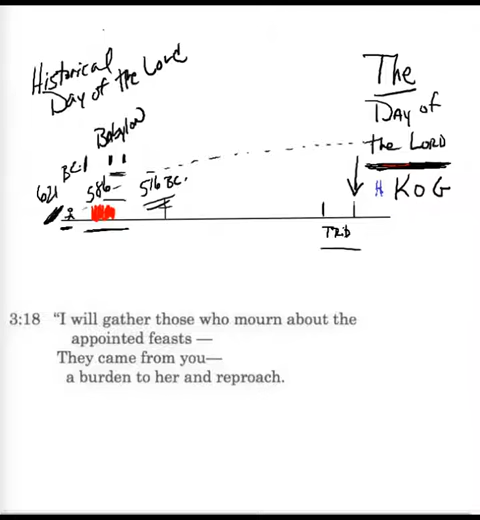 Historical
Day of the Lord
Babylon
The
DAY of
the LORD
621
BC
586
516 BC.
H KOG
TRIB
3:18 "I will gather those who mourn about the
appointed feasts —
They came from you—
a burden to her and reproach.